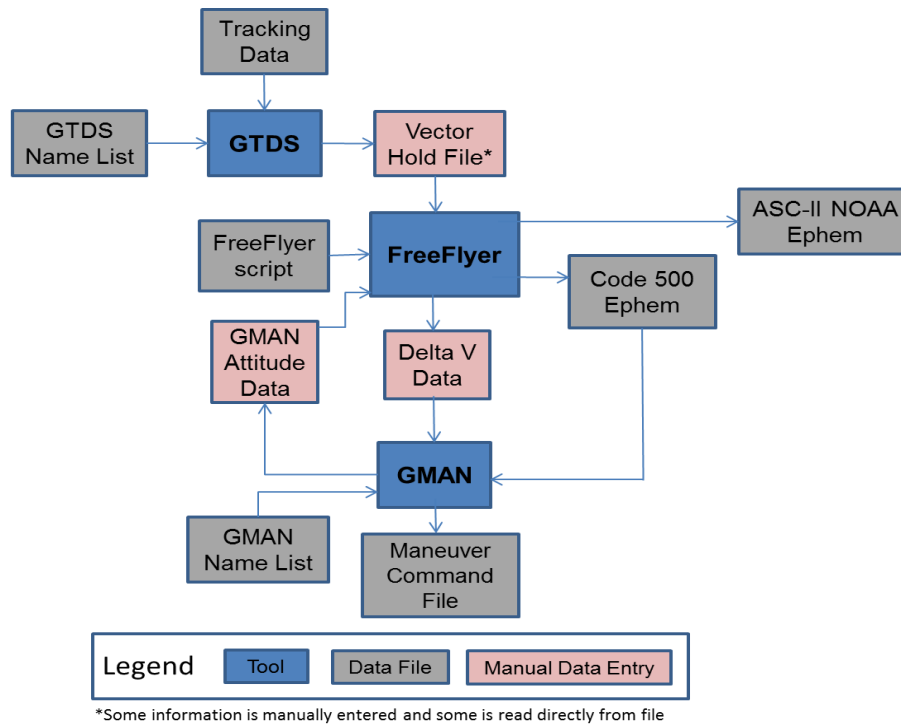 Tracking
Data
GTDS
Name List
GTDS
Vector
Hold File*
ASC-II NOAA
Ephem
FreeFlyer
script
FreeFlyer
Code 500
Ephem
GMAN
Attitude
Data
Delta V
Data
GMAN
GMAN
Name List
Maneuver
Command
File
Legend
Tool
Data File
Manual Data Entry
*Some information is manually entered and some is read directly from file